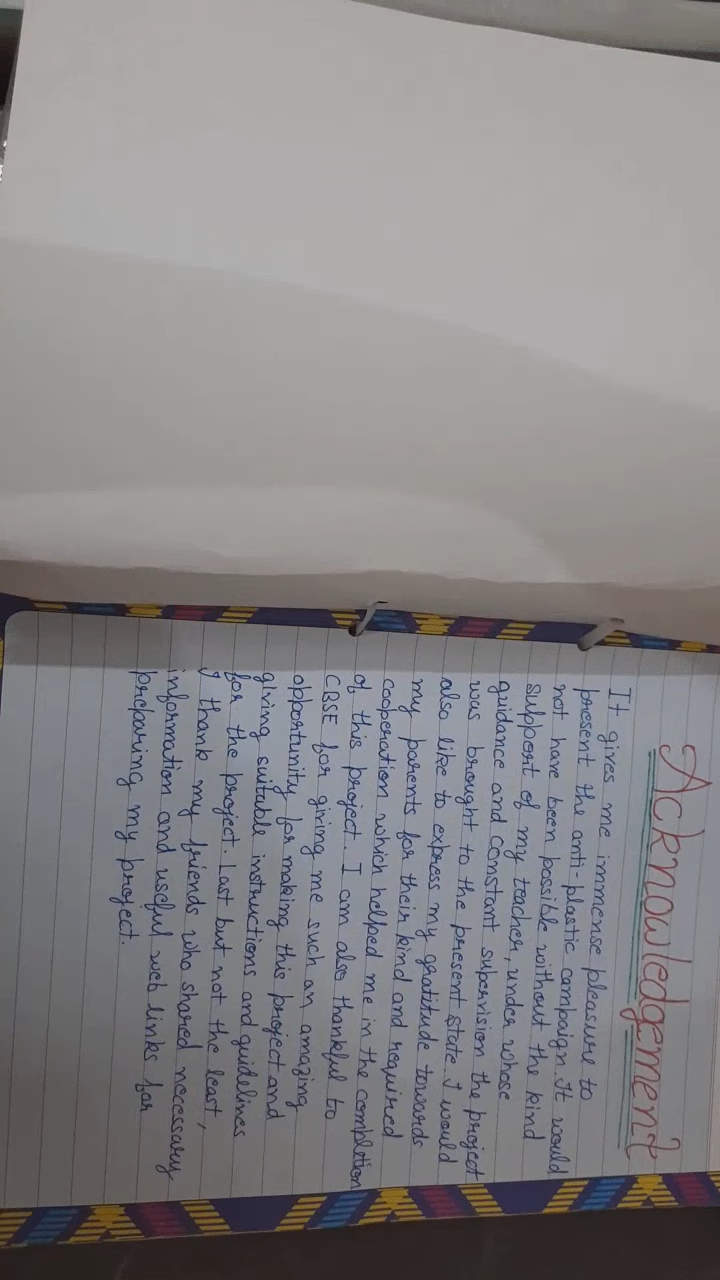 Acknowledgement
It gives me immense pleasure to
present the anti-plastic campaign. It would
not have been possible without the kind
support of my teacher, under whose
guidance and constant supervision the project
was brought to the present state. I would
also like to express my gratitude towards
my parents for their kind and required
cooperation which helped me in the completion
of this project. I am also thankful to
CBSE for giving me such an amazing
opportunity for making this project and
giving suitable instructions and guidelines
for the project. Last but not the least,
I thank my friends who shared necessary
information and useful web links for
preparing my project.